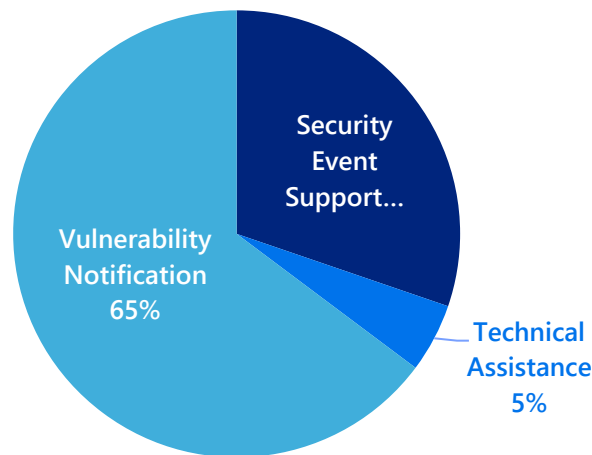 Security
Event
Support...
Vulnerability
Notification
65%
Technical
Assistance
5%